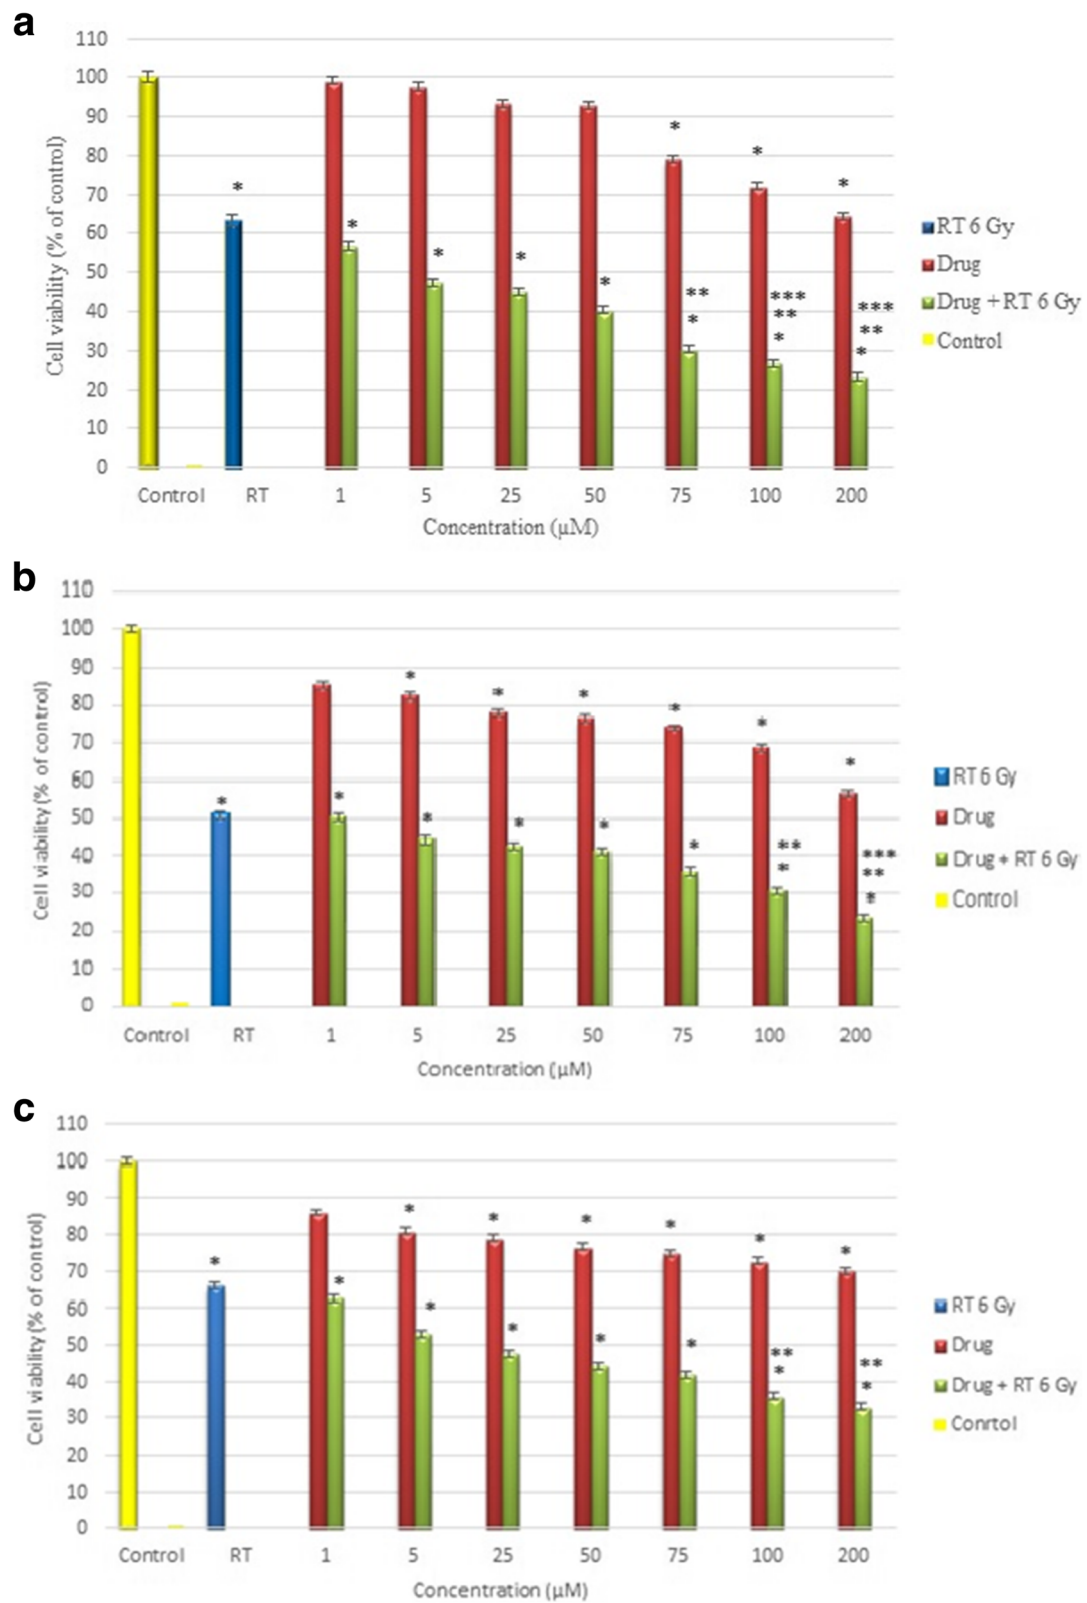 a
110
100
90
80
70
60
50
40
30
20
10
0
Cell viability (% of control)
* * * * * * * * * ** * *** ** * *** ** *
Control RT 1 5 25 50 75 100 200
Concentration (µM)
RT 6 Gy
Drug
Drug + RT 6 Gy
Control
b
110
100
90
80
70
60
50
40
30
20
10
0
Cell viability (% of control)
* * * * * * * * * * * * ** * *** ** *
Control RT 1 5 25 50 75 100 200
Concentration (µM)
RT 6 Gy
Drug
Drug + RT 6 Gy
Control
c
110
100
90
80
70
60
50
40
30
20
10
0
Cell viability (% of control)
* * * * * * * * * * * * ** * ** *
Control RT 1 5 25 50 75 100 200
Concentration (µM)
RT 6 Gy
Drug
Drug + RT 6 Gy
Conrtol